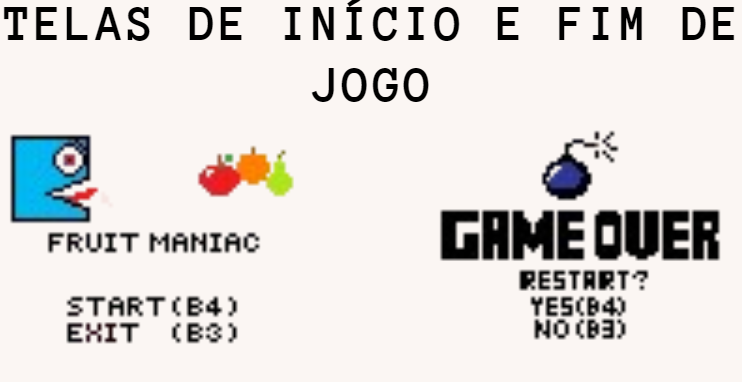 TELAS DE INÍCIO E FIM DE
JOGO
FRUIT MANIAC
START(B4)
EXIT (B3)
GAME OVER
RESTART?
YES(B4)
NO(B3)